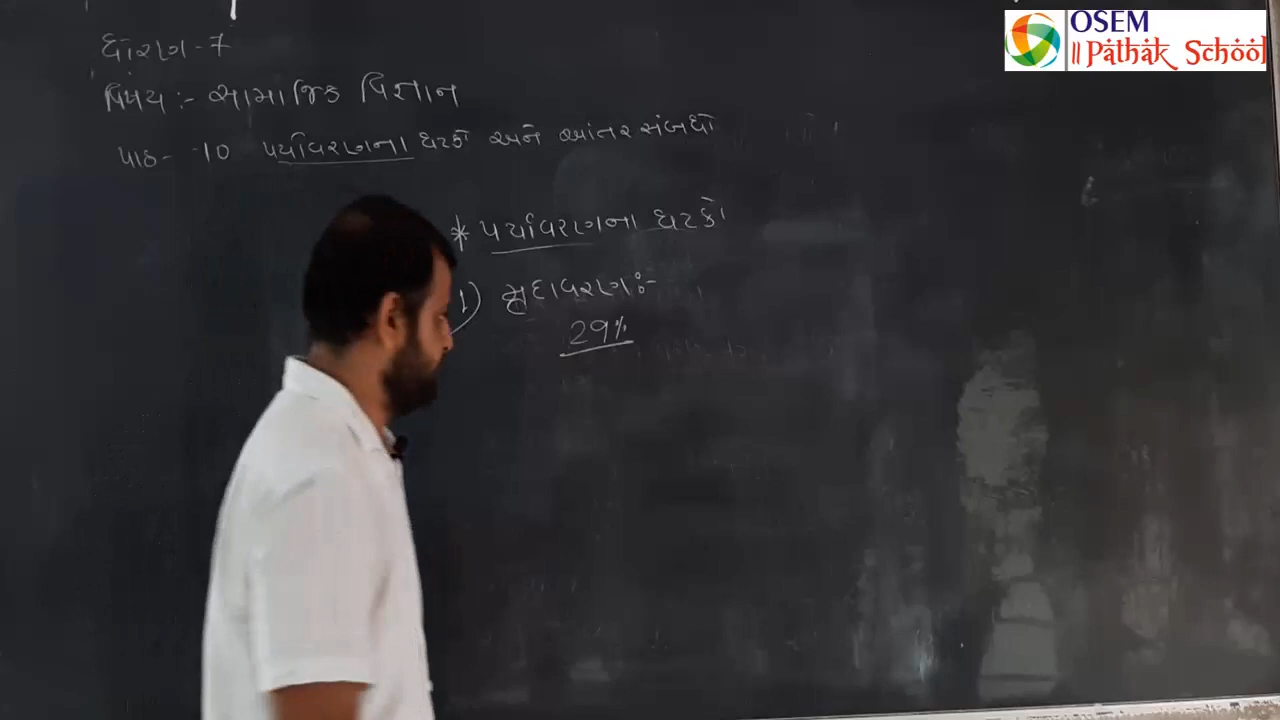 OSEM
|| Pathak School
ધોરણ - 7
વિષય :- સામાજિક વિજ્ઞાન
પાઠ - 10 પર્યાવરણના ઘટકો અને આંતરસંબંધો
* પર્યાવરણના ઘટકો
1) મૃદાવરણ :-
29%